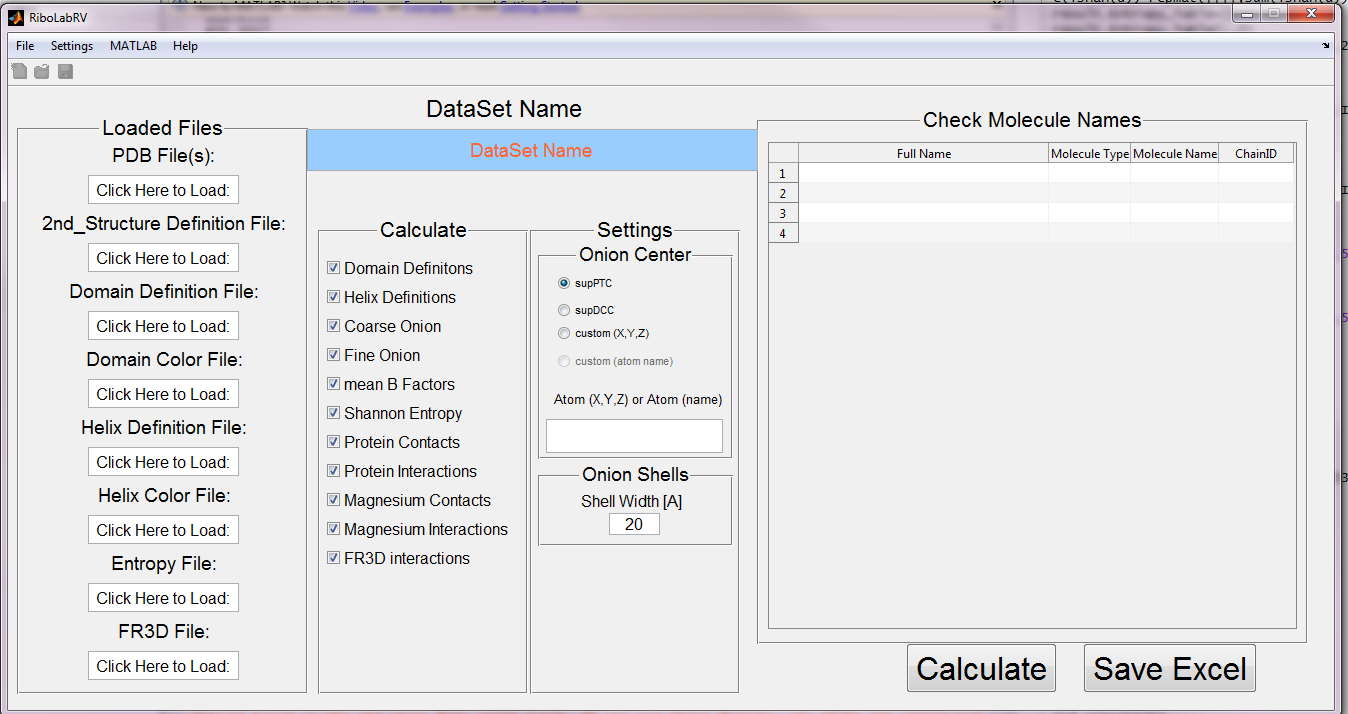 RiboLabRV
File Settings MATLAB Help
DataSet Name
DataSet Name
Loaded Files
PDB File(s):
Click Here to Load:
2nd_Structure Definition File:
Click Here to Load:
Domain Definition File:
Click Here to Load:
Domain Color File:
Click Here to Load:
Helix Definition File:
Click Here to Load:
Helix Color File:
Click Here to Load:
Entropy File:
Click Here to Load:
FR3D File:
Click Here to Load:
Calculate
Domain Definitons
Helix Definitions
Coarse Onion
Fine Onion
mean B Factors
Shannon Entropy
Protein Contacts
Protein Interactions
Magnesium Contacts
Magnesium Interactions
FR3D interactions
Settings
Onion Center
supPTC
supDCC
custom (X,Y,Z)
custom (atom name)
Atom (X,Y,Z) or Atom (name)
Onion Shells
Shell Width [A]
20
Check Molecule Names
Full Name Molecule Type Molecule Name ChainID
1
2
3
4
Calculate Save Excel